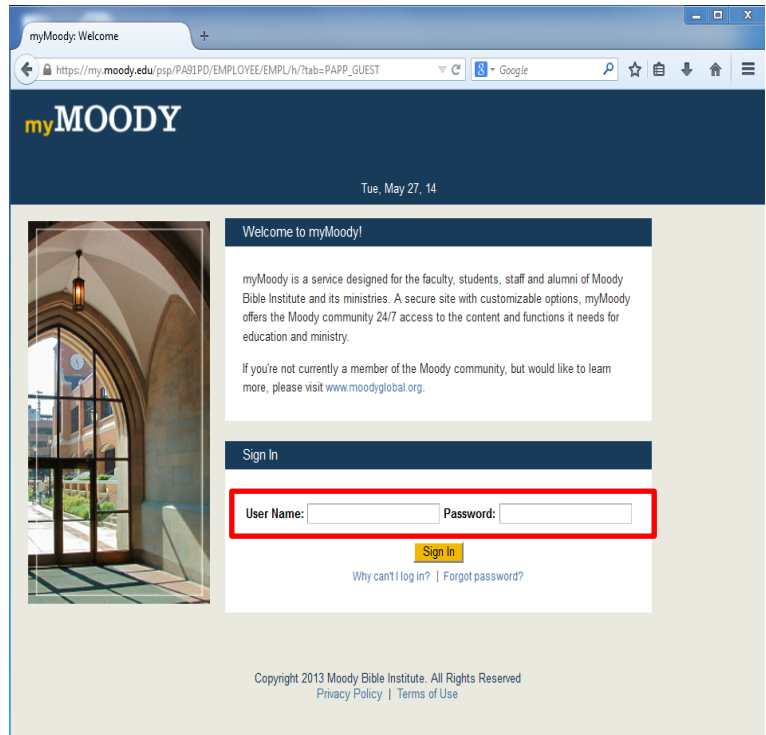 myMoody: Welcome
https://my.moody.edu/psp/PA91PD/EMPLOYEE/EMPL/h/?tab=PAPP_GUEST
Google
myMOODY
Tue, May 27, 14
Welcome to myMoody!
myMoody is a service designed for the faculty, students, staff and alumni of Moody
Bible Institute and its ministries. A secure site with customizable options, myMoody
offers the Moody community 24/7 access to the content and functions it needs for
education and ministry.
If you're not currently a member of the Moody community, but would like to learn
more, please visit www.moodyglobal.org.
Sign In
User Name: Password:
Sign In
Why can't I log in? | Forgot password?
Copyright 2013 Moody Bible Institute. All Rights Reserved
Privacy Policy | Terms of Use